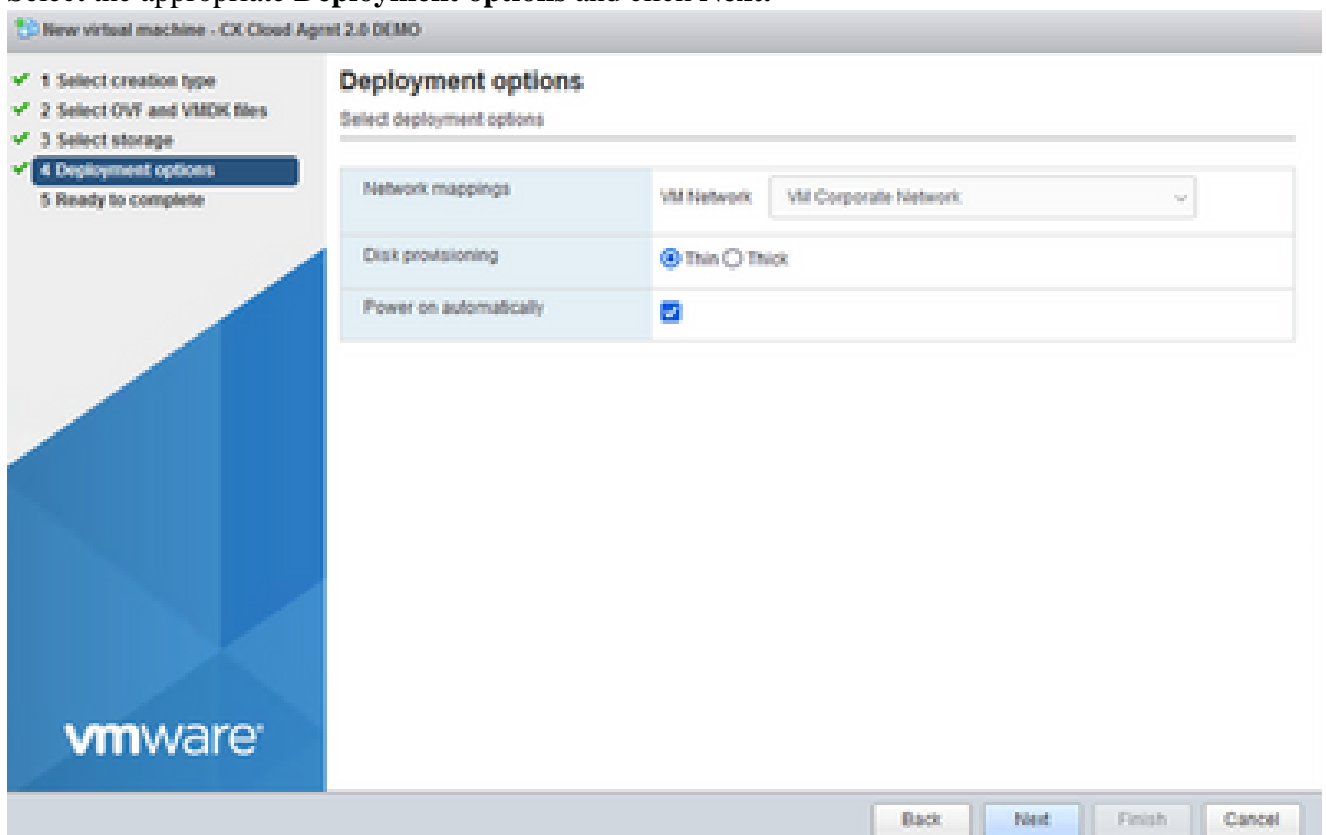 Select the appropriate Deployment options and click Next.
New virtual machine - CX Cloud Agent 2.0 DEMO
1 Select creation type
2 Select OVF and VMDK files
3 Select storage
4 Deployment options
5 Ready to complete
Deployment options
Select deployment options
Network mappings
VM Network
VM Corporate Network
Disk provisioning
Thin
Thick
Power on automatically
vmware
Back
Next
Finish
Cancel